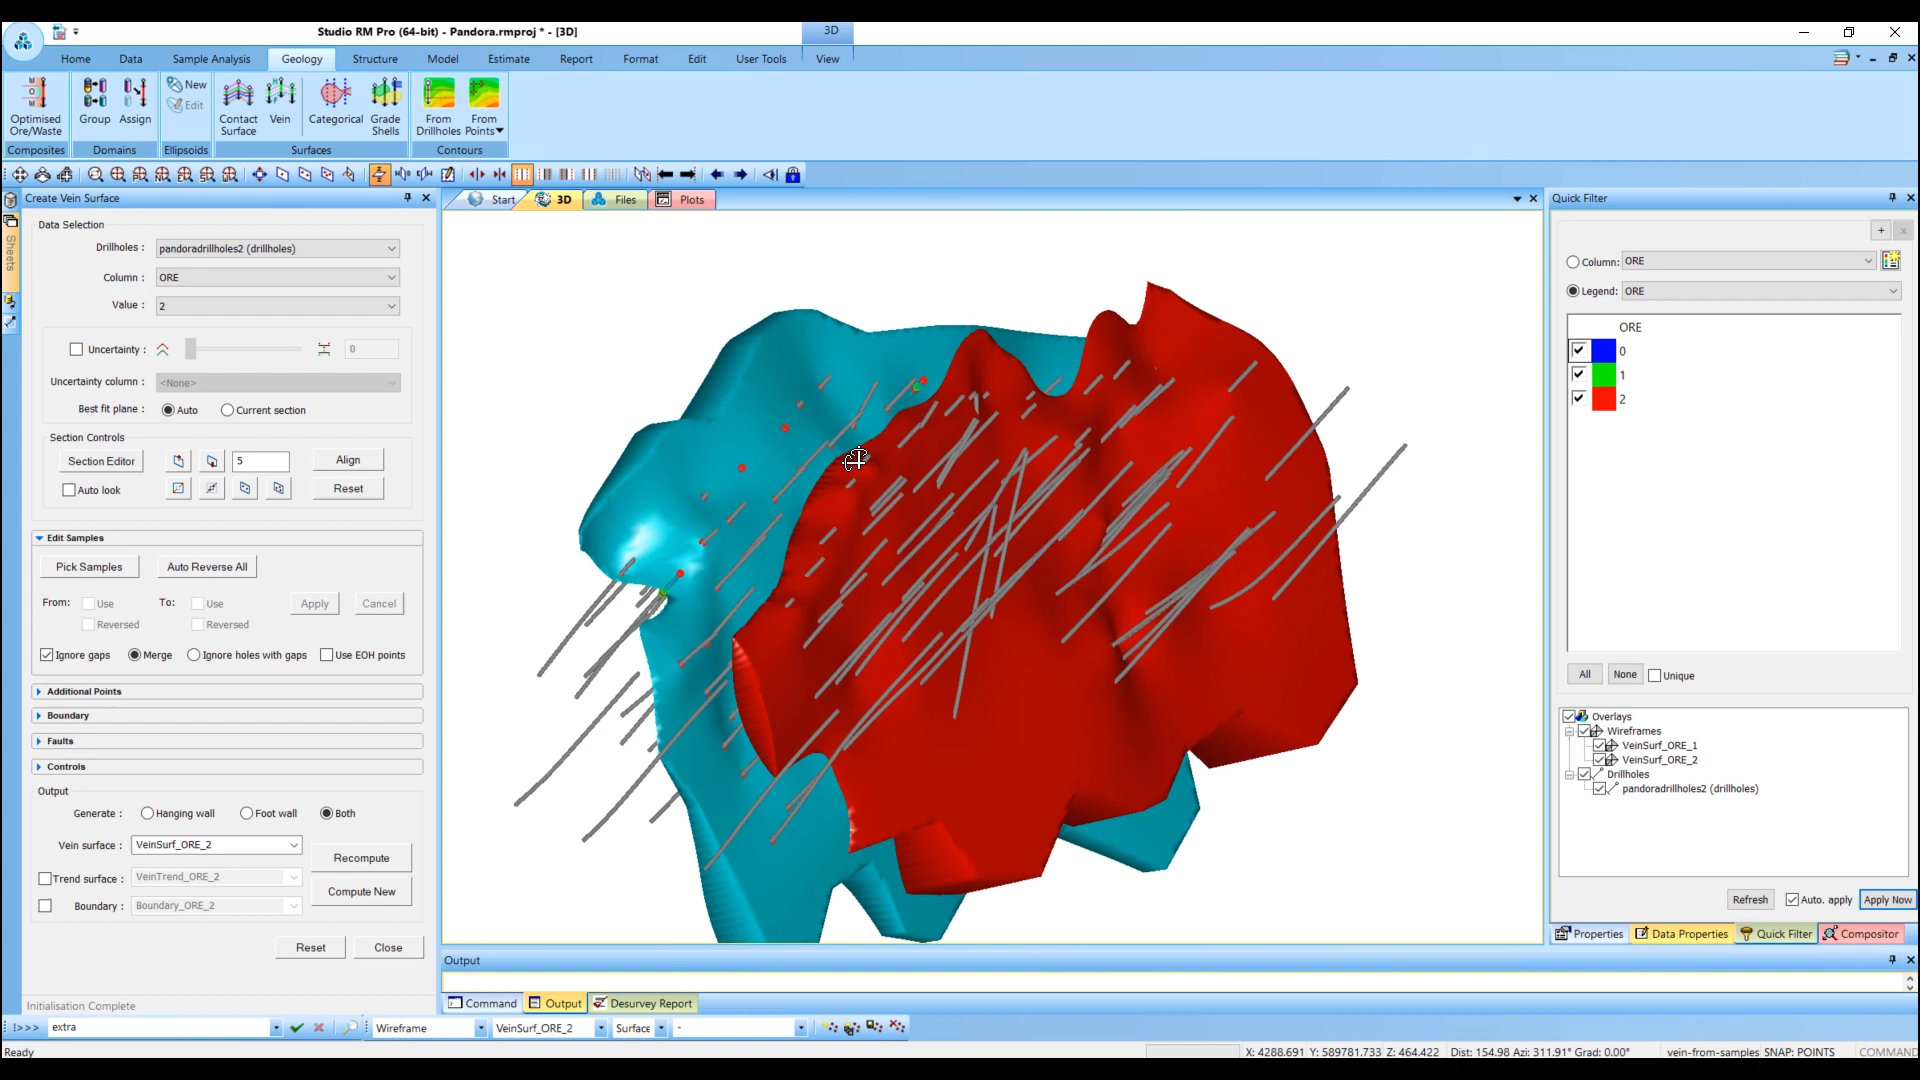 Studio RM Pro (64-bit) - Pandora.rmproj * - [3D]
3D
Home Data Sample Analysis Geology Structure Model Estimate Report Format Edit User Tools View
Optimised Ore/Waste
Group
Assign
New
Edit
Contact Surface
Vein
Categorical
Grade Shells
From Drillholes
From Points
Composites Domains Ellipsoids Surfaces Contours
Create Vein Surface
Sheets
Data Selection
Drillholes : pandoradrillholes2 (drillholes)
Column : ORE
Value : 2
Uncertainty : 0
Uncertainty column : <None>
Best fit plane : Auto Current section
Section Controls
Section Editor 5 Align
Auto look Reset
Edit Samples
Pick Samples Auto Reverse All
From: Use To: Use Apply Cancel
Reversed Reversed
Ignore gaps Merge Ignore holes with gaps Use EOH points
Additional Points
Boundary
Faults
Controls
Output
Generate : Hanging wall Foot wall Both
Vein surface : VeinSurf_ORE_2
Recompute
Trend surface : VeinTrend_ORE_2
Compute New
Boundary : Boundary_ORE_2
Reset Close
Initialisation Complete
Start 3D Files Plots
Quick Filter
+ x
Column: ORE
Legend: ORE
ORE
0
1
2
All None Unique
Overlays
Wireframes
VeinSurf_ORE_1
VeinSurf_ORE_2
Drillholes
pandoradrillholes2 (drillholes)
Refresh Auto. apply Apply Now
Properties Data Properties Quick Filter Compositor
Output
Command Output Desurvey Report
!>>> extra Wireframe VeinSurf_ORE_2 Surface -
Ready
X: 4288.691 Y: 589781.733 Z: 464.422 Dist: 154.98 Azi: 311.91° Grad: 0.00° vein-from-samples SNAP: POINTS COMMAND